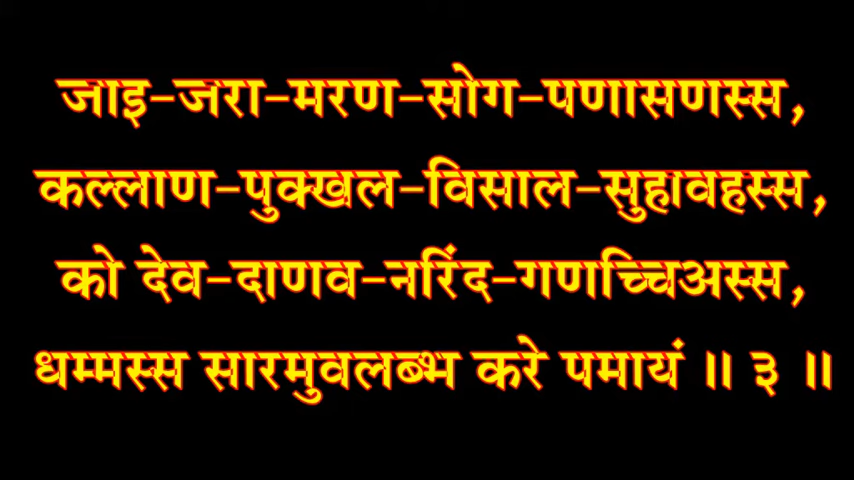 जाइ-जरा-मरण-सोग-पणासणस्स,
कल्लाण-पुक्खल-विसाल-सुहावहस्स,
को देव-दाणव-नरिंद-गणच्चिअस्स,
धम्मस्स सारमुवलब्भ करे पमायं ॥ ३ ॥